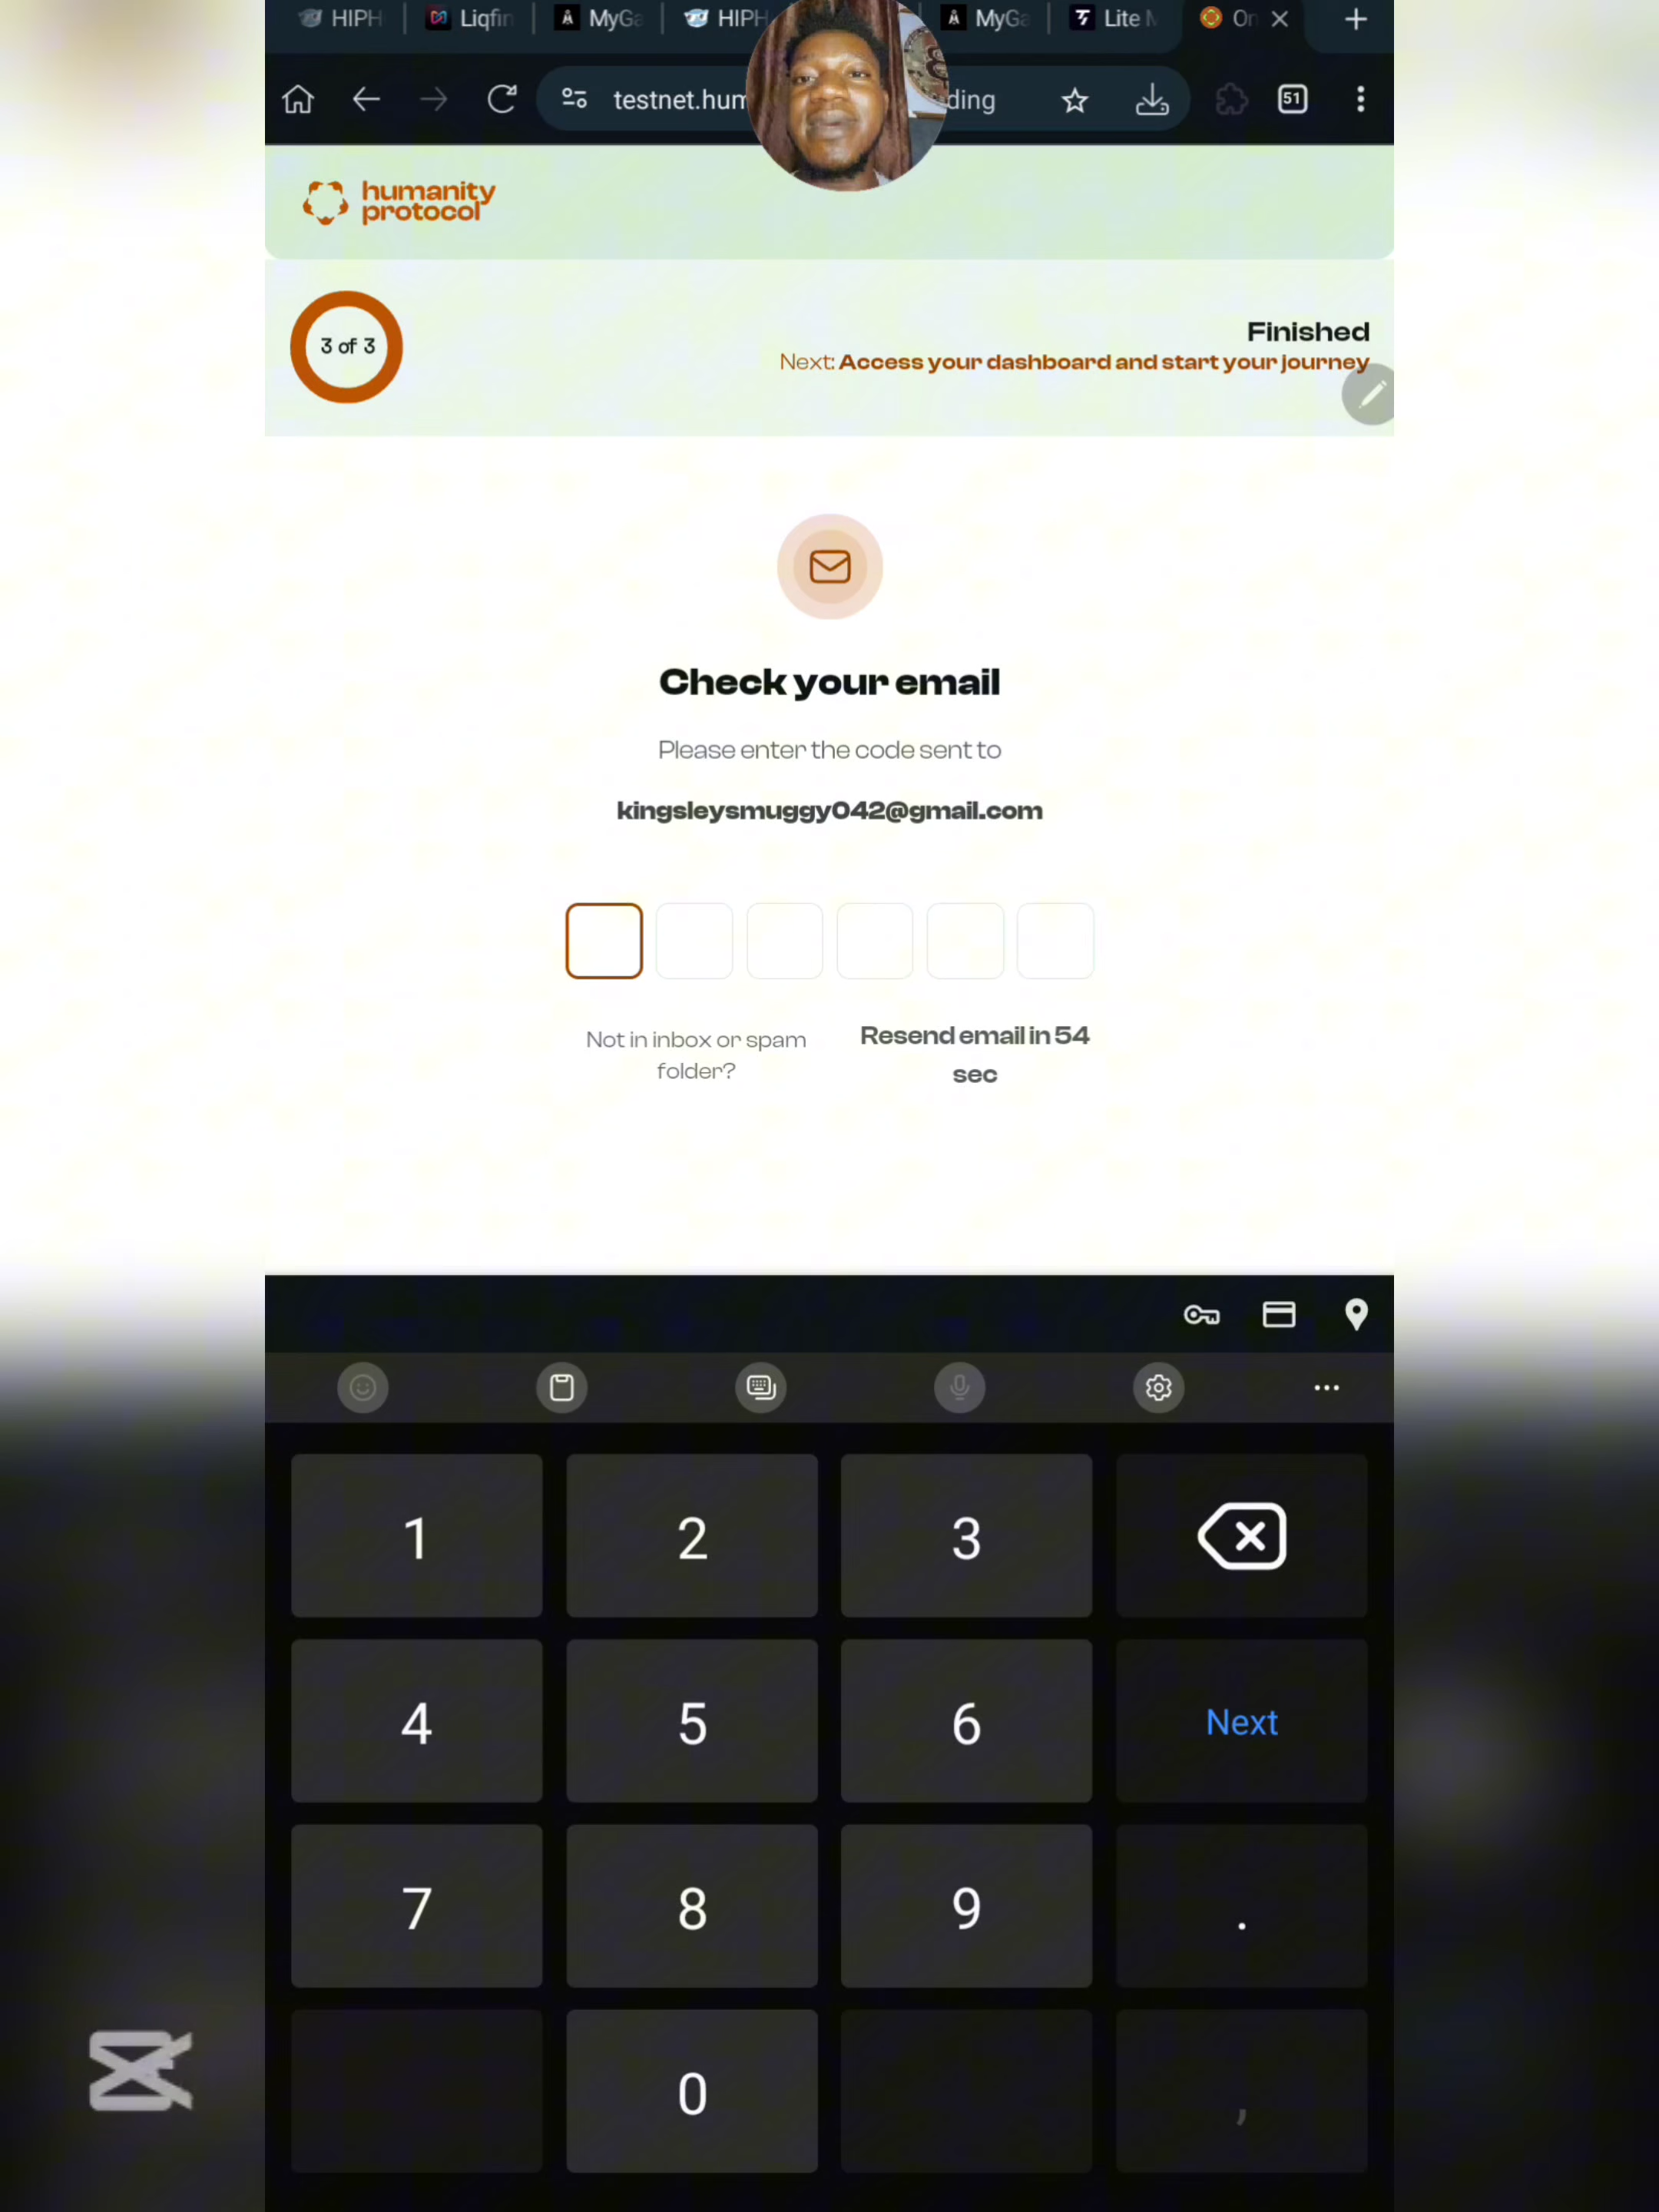 HIPH
Liqfin
MyGa
HIPH
MyGa
Lite M
On
testnet.hum
ding
51
humanity
protocol
3 of 3
Finished
Next: Access your dashboard and start your journey
Check your email
Please enter the code sent to
kingsleysmuggy042@gmail.com
Not in inbox or spam
folder?
Resend email in 54
sec
1 2 3
4 5 6 Next
7 8 9 .
0 ,